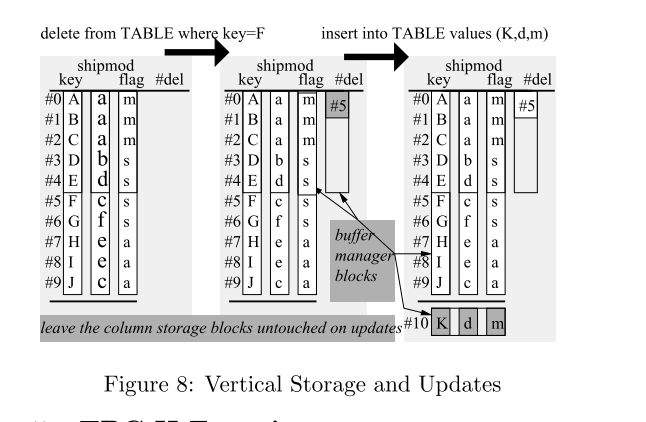 delete from TABLE where key=F insert into TABLE values (K,d,m)
shipmod shipmod shipmod
key flag #del key flag #del key flag #del
#0 A a m #0 A a m #5 #0 A a m #5
#1 B a m #1 B a m #1 B a m
#2 C a m #2 C a m #2 C a m
#3 D b s #3 D b s #3 D b s
#4 E d s #4 E d s #4 E d s
#5 F c s #5 F c s #5 F c s
#6 G f s #6 G f s #6 G f s
#7 H e a #7 H e a #7 H e a
#8 I e a #8 I e a #8 I e a
#9 J c a #9 J c a #9 J c a
buffer
manager
blocks
leave the column storage blocks untouched on updates #10 K d m
Figure 8: Vertical Storage and Updates